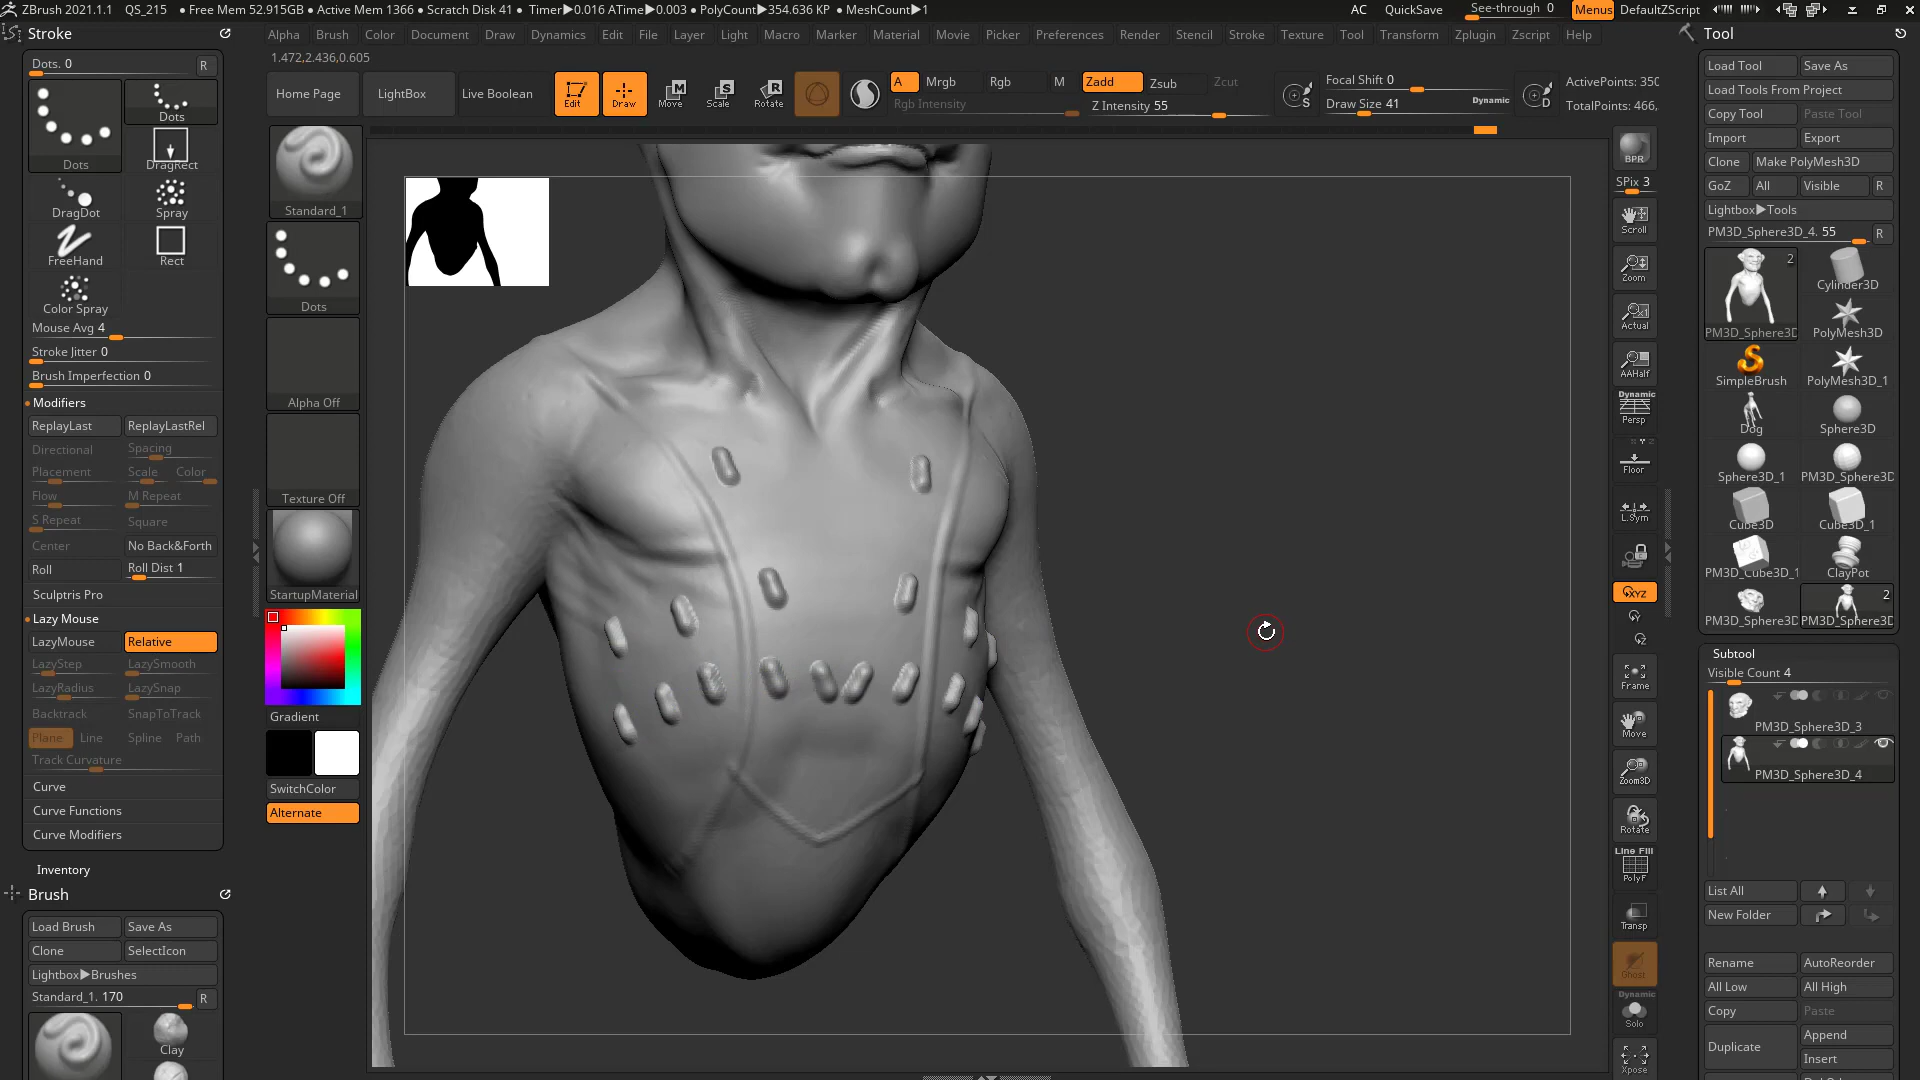 ZBrush 2021.1.1 QS_215 ● Free Mem 52.915GB ● Active Mem 1366 ● Scratch Disk 41 ● Timer▶0.016 ATime▶0.003 ● PolyCount▶354.636 KP ● MeshCount▶1
AC QuickSave See-through 0 Menus DefaultZScript
Alpha Brush Color Document Draw Dynamics Edit File Layer Light Macro Marker Material Movie Picker Preferences Render Stencil Stroke Texture Tool Transform Zplugin Zscript Help
1.472,2.436,0.605
Home Page LightBox Live Boolean Edit Draw Move Scale Rotate
A Mrgb Rgb M Zadd Zsub Zcut
Rgb Intensity Z Intensity 55
Focal Shift 0
Draw Size 41 Dynamic
ActivePoints: 350
TotalPoints: 466,
Stroke
Dots. 0 R
Dots
Dots
DragRect
DragDot Spray
FreeHand Rect
Color Spray
Mouse Avg 4
Stroke Jitter 0
Brush Imperfection 0
Modifiers
ReplayLast ReplayLastRel
Directional Spacing
Placement Scale Color
Flow M Repeat
S Repeat Square
Center No Back&Forth
Roll Roll Dist 1
Sculptris Pro
Lazy Mouse
LazyMouse Relative
LazyStep LazySmooth
LazyRadius LazySnap
Backtrack SnapToTrack
Plane Line Spline Path
Track Curvature
Curve
Curve Functions
Curve Modifiers
Inventory
Brush
Load Brush Save As
Clone SelectIcon
Lightbox▶Brushes
Standard_1. 170 R
Clay
Standard_1
Dots
Alpha Off
Texture Off
StartupMaterial
Gradient
SwitchColor
Alternate
BPR
SPix 3
Scroll
Zoom
Actual
AAHalf
Dynamic
Persp
Floor
L.Sym
XYZ
Y
Z
Frame
Move
Zoom3D
Rotate
Line Fill
PolyF
Transp
Ghost
Dynamic
Solo
Xpose
Tool
Load Tool Save As
Load Tools From Project
Copy Tool Paste Tool
Import Export
Clone Make PolyMesh3D
GoZ All Visible R
Lightbox▶Tools
PM3D_Sphere3D_4. 55 R
2
Cylinder3D
PM3D_Sphere3D PolyMesh3D
SimpleBrush PolyMesh3D_1
Dog Sphere3D
Sphere3D_1 PM3D_Sphere3D
Cube3D Cube3D_1
PM3D_Cube3D_1 ClayPot
2
PM3D_Sphere3D PM3D_Sphere3D
Subtool
Visible Count 4
PM3D_Sphere3D_3
PM3D_Sphere3D_4
List All
New Folder
Rename AutoReorder
All Low All High
Copy Paste
Duplicate Append
Insert